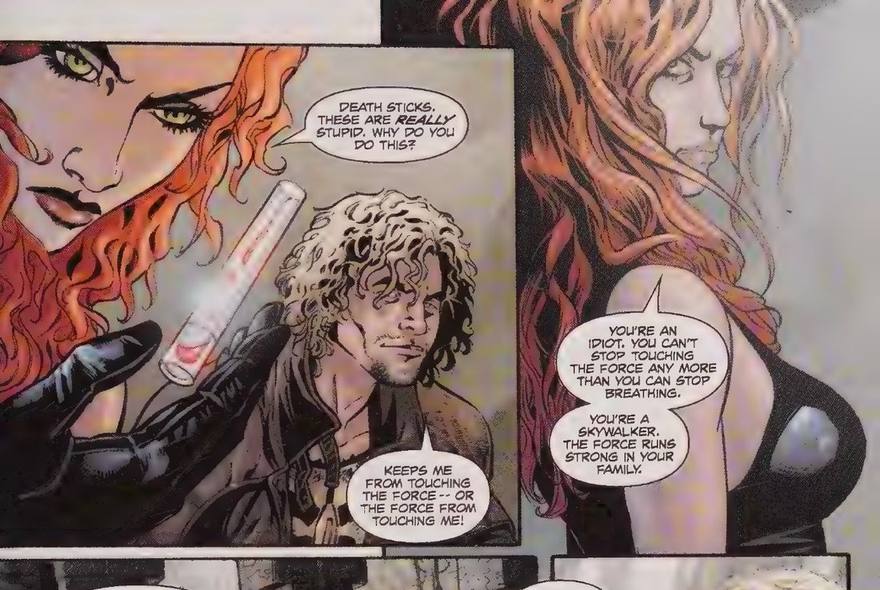 DEATH STICKS.
THESE ARE REALLY
STUPID. WHY DO YOU
DO THIS?
KEEPS ME
FROM TOUCHING
THE FORCE -- OR
THE FORCE FROM
TOUCHING ME!
YOU'RE AN
IDIOT. YOU CAN'T
STOP TOUCHING
THE FORCE ANY MORE
THAN YOU CAN STOP
BREATHING.
YOU'RE A
SKYWALKER.
THE FORCE RUNS
STRONG IN YOUR
FAMILY.